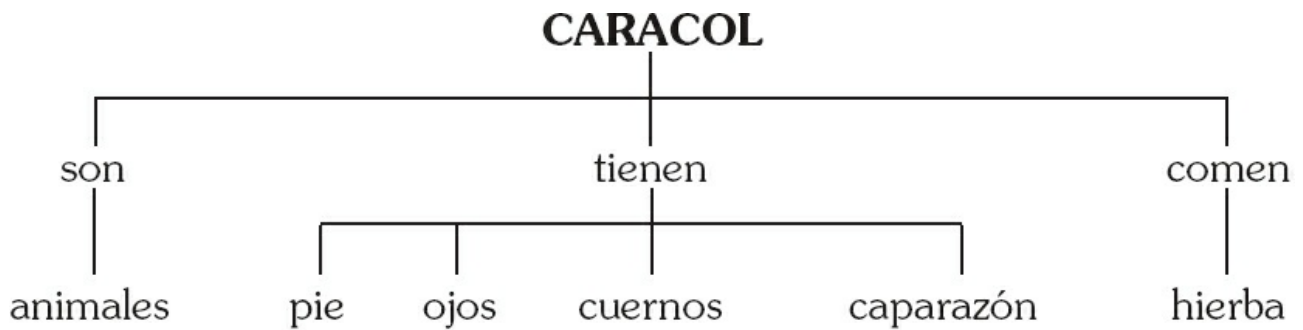 CARACOL
son tienen comen
animales pie ojos cuernos caparazón hierba